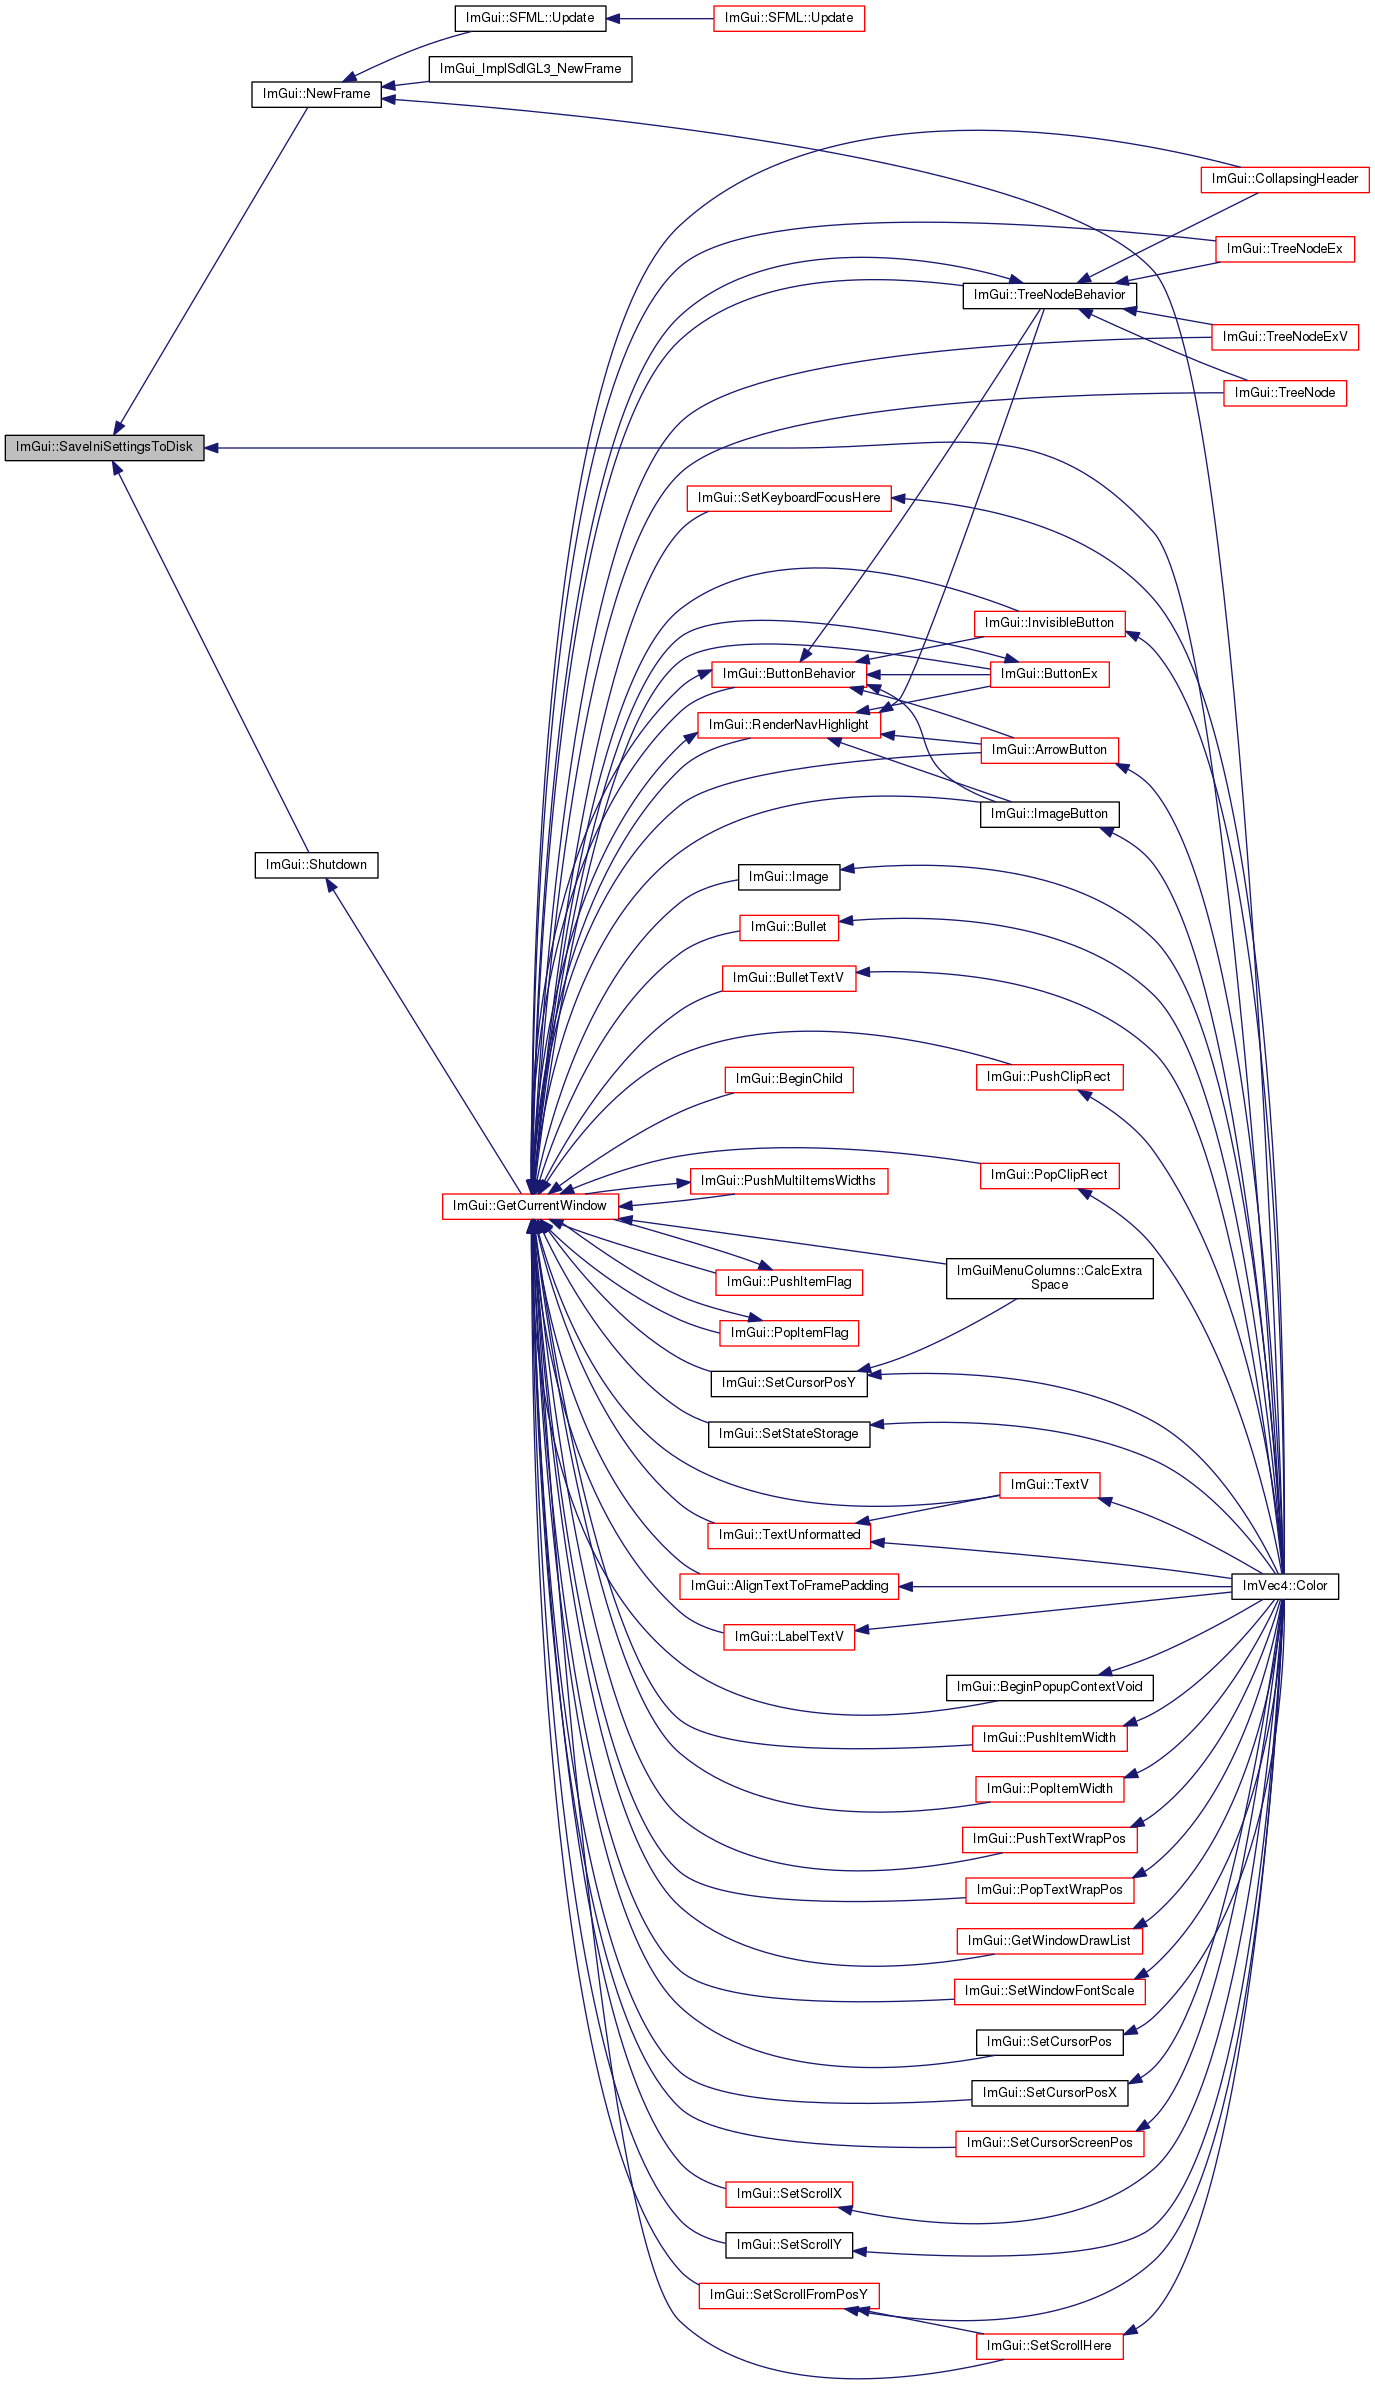 ImGui::SFML::Update
ImGui::SFML::Update
ImGui_ImplSdlGL3_NewFrame
ImGui::NewFrame
ImGui::CollapsingHeader
ImGui::TreeNodeEx
ImGui::TreeNodeBehavior
ImGui::TreeNodeExV
ImGui::TreeNode
ImGui::SaveIniSettingsToDisk
ImGui::SetKeyboardFocusHere
ImGui::InvisibleButton
ImGui::ButtonBehavior
ImGui::ButtonEx
ImGui::RenderNavHighlight
ImGui::ArrowButton
ImGui::ImageButton
ImGui::Shutdown
ImGui::Image
ImGui::Bullet
ImGui::BulletTextV
ImGui::BeginChild
ImGui::PushClipRect
ImGui::PopClipRect
ImGui::PushMultiItemsWidths
ImGui::GetCurrentWindow
ImGuiMenuColumns::CalcExtra
Space
ImGui::PushItemFlag
ImGui::PopItemFlag
ImGui::SetCursorPosY
ImGui::SetStateStorage
ImGui::TextV
ImGui::TextUnformatted
ImGui::AlignTextToFramePadding
ImVec4::Color
ImGui::LabelTextV
ImGui::BeginPopupContextVoid
ImGui::PushItemWidth
ImGui::PopItemWidth
ImGui::PushTextWrapPos
ImGui::PopTextWrapPos
ImGui::GetWindowDrawList
ImGui::SetWindowFontScale
ImGui::SetCursorPos
ImGui::SetCursorPosX
ImGui::SetCursorScreenPos
ImGui::SetScrollX
ImGui::SetScrollY
ImGui::SetScrollFromPosY
ImGui::SetScrollHere